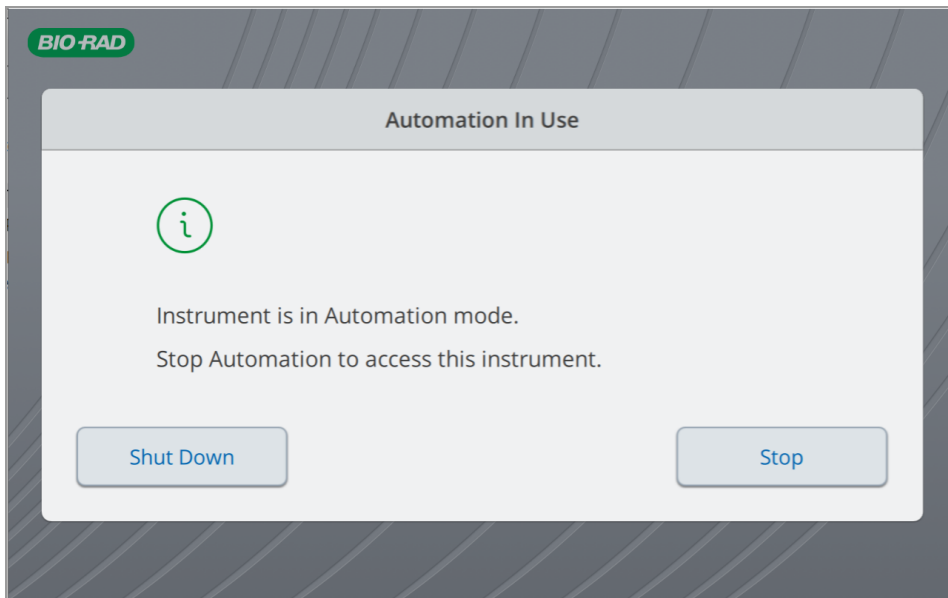 BIO-RAD
Automation In Use
i
Instrument is in Automation mode.
Stop Automation to access this instrument.
Shut Down
Stop